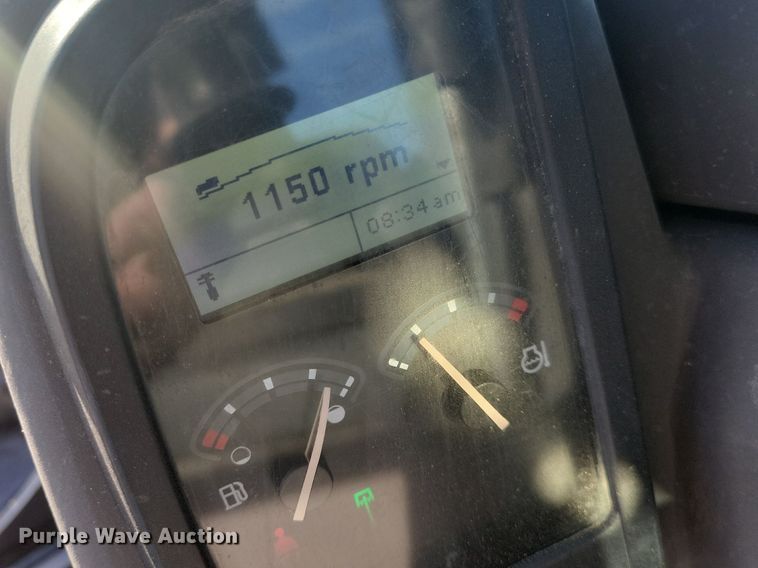 1150 rpm
08:34 am
Purple Wave Auction